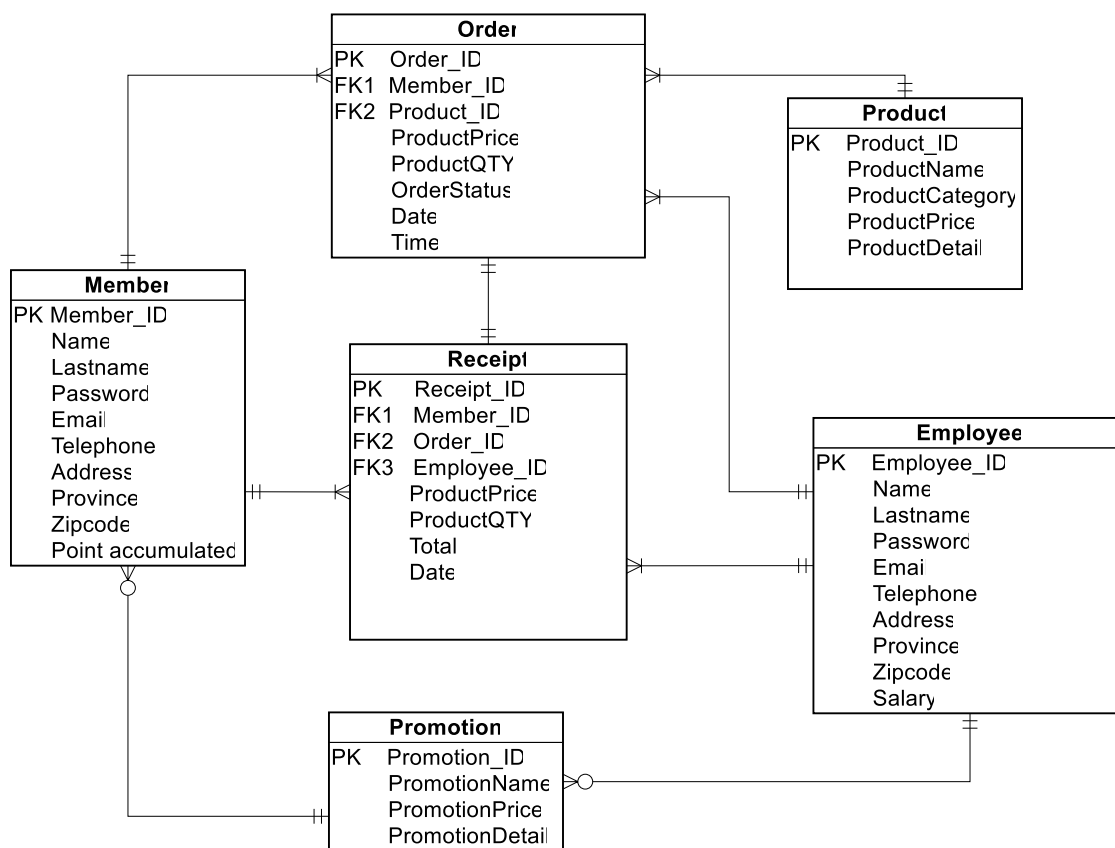 Order
PK Order_ID
FK1 Member_ID
FK2 Product_ID
ProductPrice
ProductQTY
OrderStatus
Date
Time
Product
PK Product_ID
ProductName
ProductCategory
ProductPrice
ProductDetail
Member
PK Member_ID
Name
Lastname
Password
Email
Telephone
Address
Province
Zipcode
Point accumulated
Receipt
PK Receipt_ID
FK1 Member_ID
FK2 Order_ID
FK3 Employee_ID
ProductPrice
ProductQTY
Total
Date
Employee
PK Employee_ID
Name
Lastname
Password
Email
Telephone
Address
Province
Zipcode
Salary
Promotion
PK Promotion_ID
PromotionName
PromotionPrice
PromotionDetail